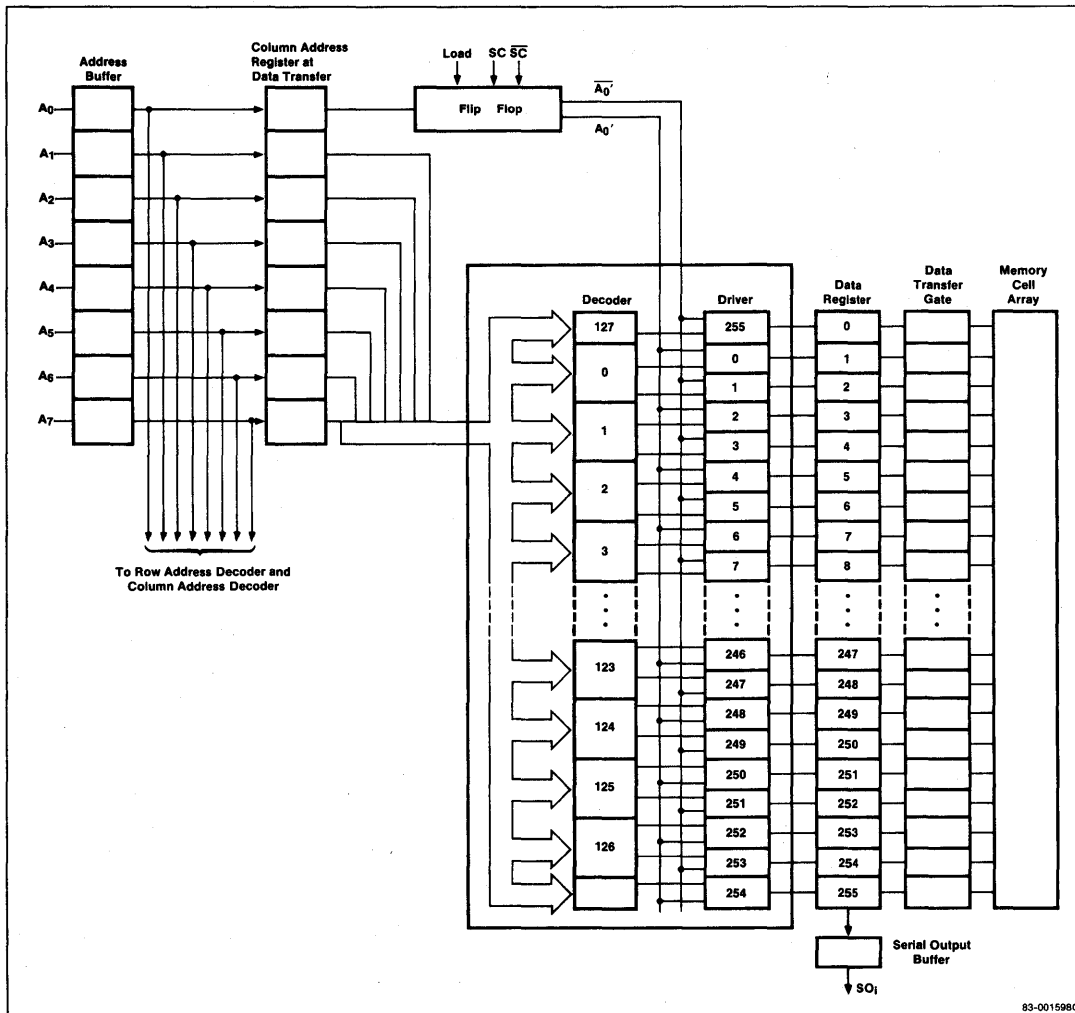 Address
Buffer
Column Address
Register at
Data Transfer
Load SC S̅C̅
Flip Flop
A̅₀̅'
A₀'
A₀
A₁
A₂
A₃
A₄
A₅
A₆
A₇
To Row Address Decoder and
Column Address Decoder
Decoder
Driver
Data
Register
Data
Transfer
Gate
Memory
Cell
Array
127
0
1
2
3
123
124
125
126
255
0
1
2
3
4
5
6
7
246
247
248
249
250
251
252
253
254
0
1
2
3
4
5
6
7
8
247
248
249
250
251
252
253
254
255
Serial Output
Buffer
SOᵢ